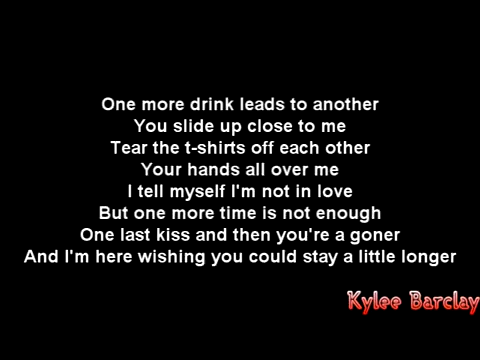 One more drink leads to another
You slide up close to me
Tear the t-shirts off each other
Your hands all over me
I tell myself I'm not in love
But one more time is not enough
One last kiss and then you're a goner
And I'm here wishing you could stay a little longer
Kylee Barclay